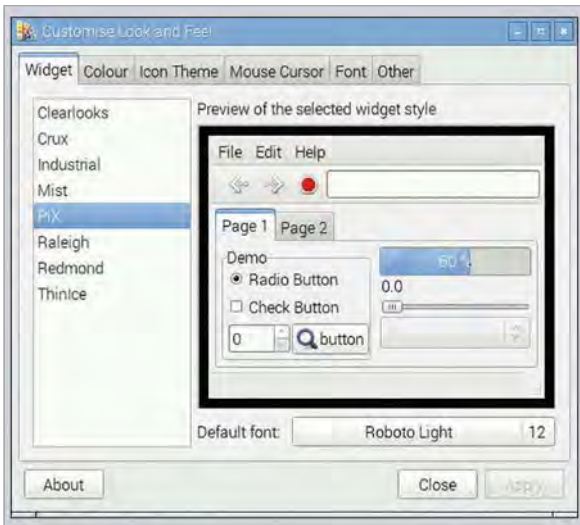 Customise Look and Feel
Widget Colour Icon Theme Mouse Cursor Font Other
Clearlooks
Crux
Industrial
Mist
PiX
Raleigh
Redmond
ThinIce
Preview of the selected widget style
File Edit Help
Page 1 Page 2
Demo
Radio Button
Check Button
0
button
60 %
0.0
Default font:
Roboto Light 12
About
Close
Apply